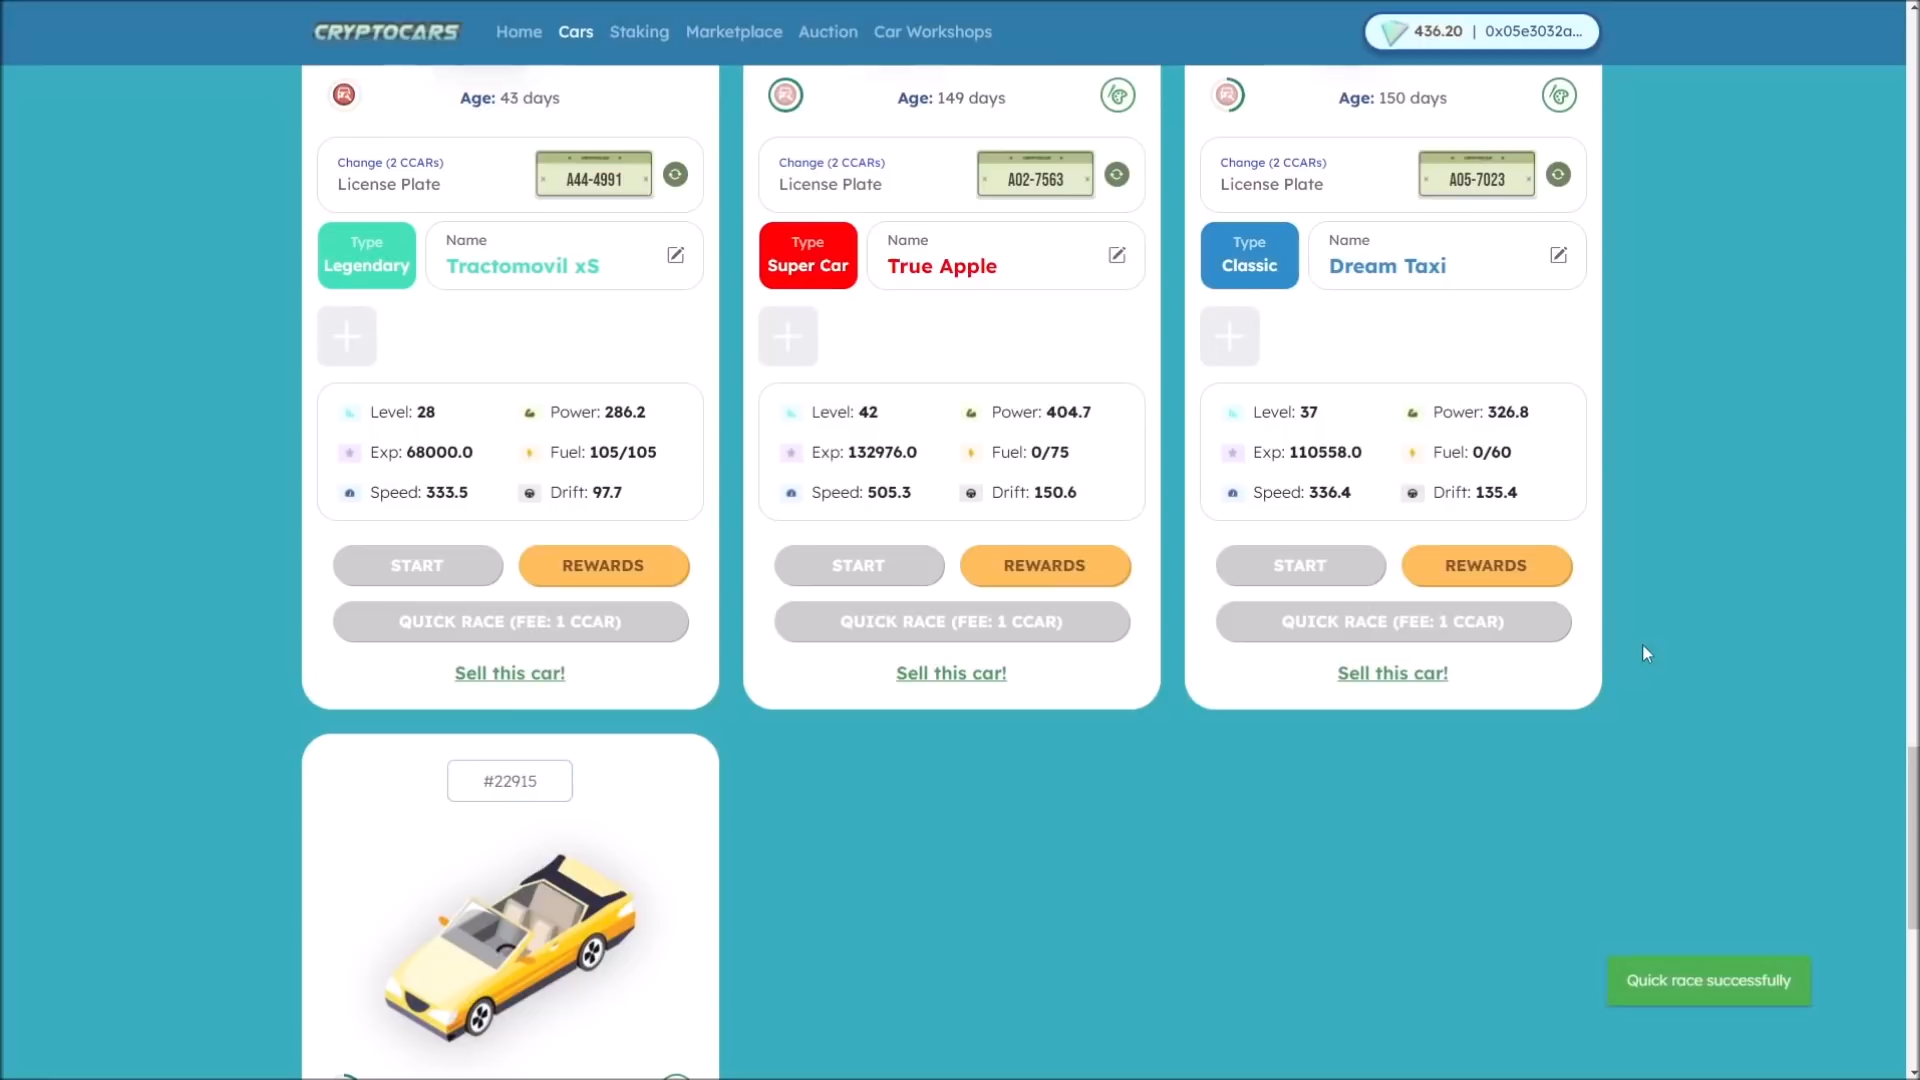 CRYPTOCARS Home Cars Staking Marketplace Auction Car Workshops 436.20 | 0x05e3032a...
Age: 43 days
Change (2 CCARs)
License Plate
A44-4991
Type
Legendary
Name
Tractomovil xS
Level: 28 Power: 286.2
Exp: 68000.0 Fuel: 105/105
Speed: 333.5 Drift: 97.7
START REWARDS
QUICK RACE (FEE: 1 CCAR)
Sell this car!
Age: 149 days
Change (2 CCARs)
License Plate
A02-7563
Type
Super Car
Name
True Apple
Level: 42 Power: 404.7
Exp: 132976.0 Fuel: 0/75
Speed: 505.3 Drift: 150.6
START REWARDS
QUICK RACE (FEE: 1 CCAR)
Sell this car!
Age: 150 days
Change (2 CCARs)
License Plate
A05-7023
Type
Classic
Name
Dream Taxi
Level: 37 Power: 326.8
Exp: 110558.0 Fuel: 0/60
Speed: 336.4 Drift: 135.4
START REWARDS
QUICK RACE (FEE: 1 CCAR)
Sell this car!
#22915
Quick race successfully